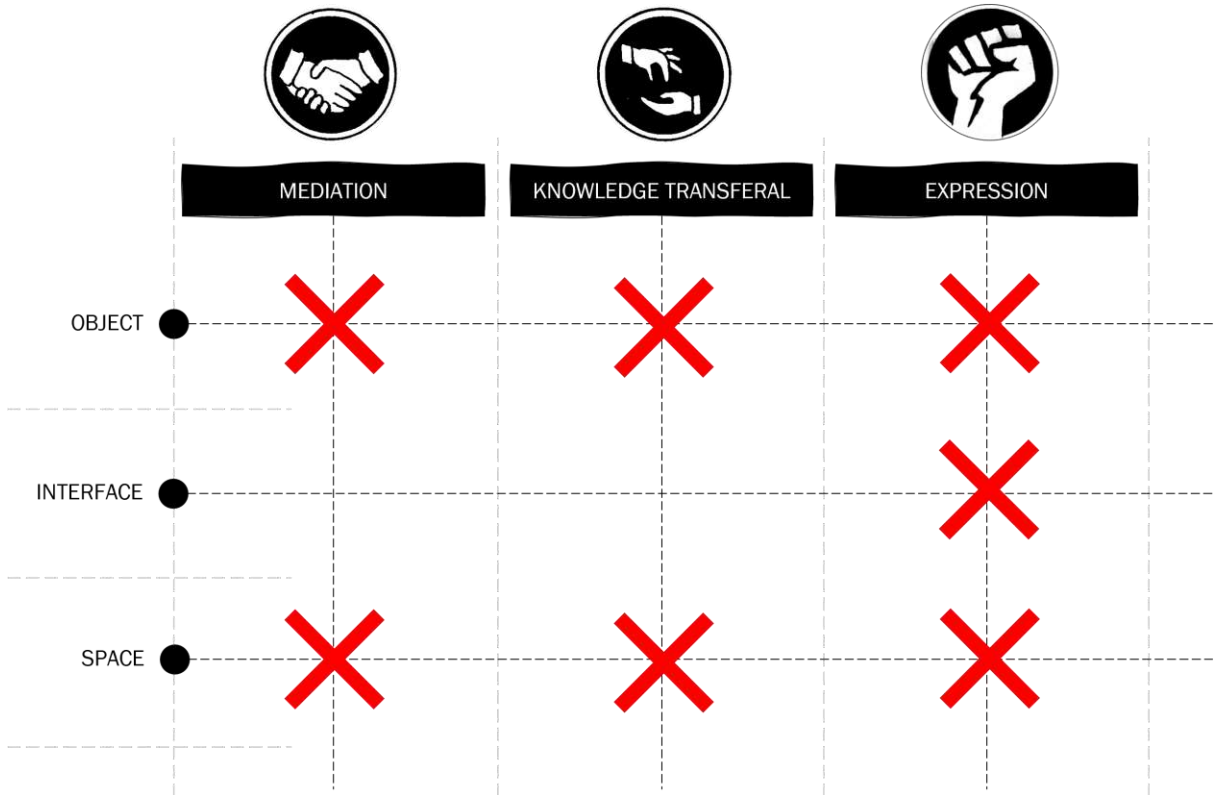 MEDIATION
KNOWLEDGE TRANSFERAL
EXPRESSION
OBJECT
INTERFACE
SPACE